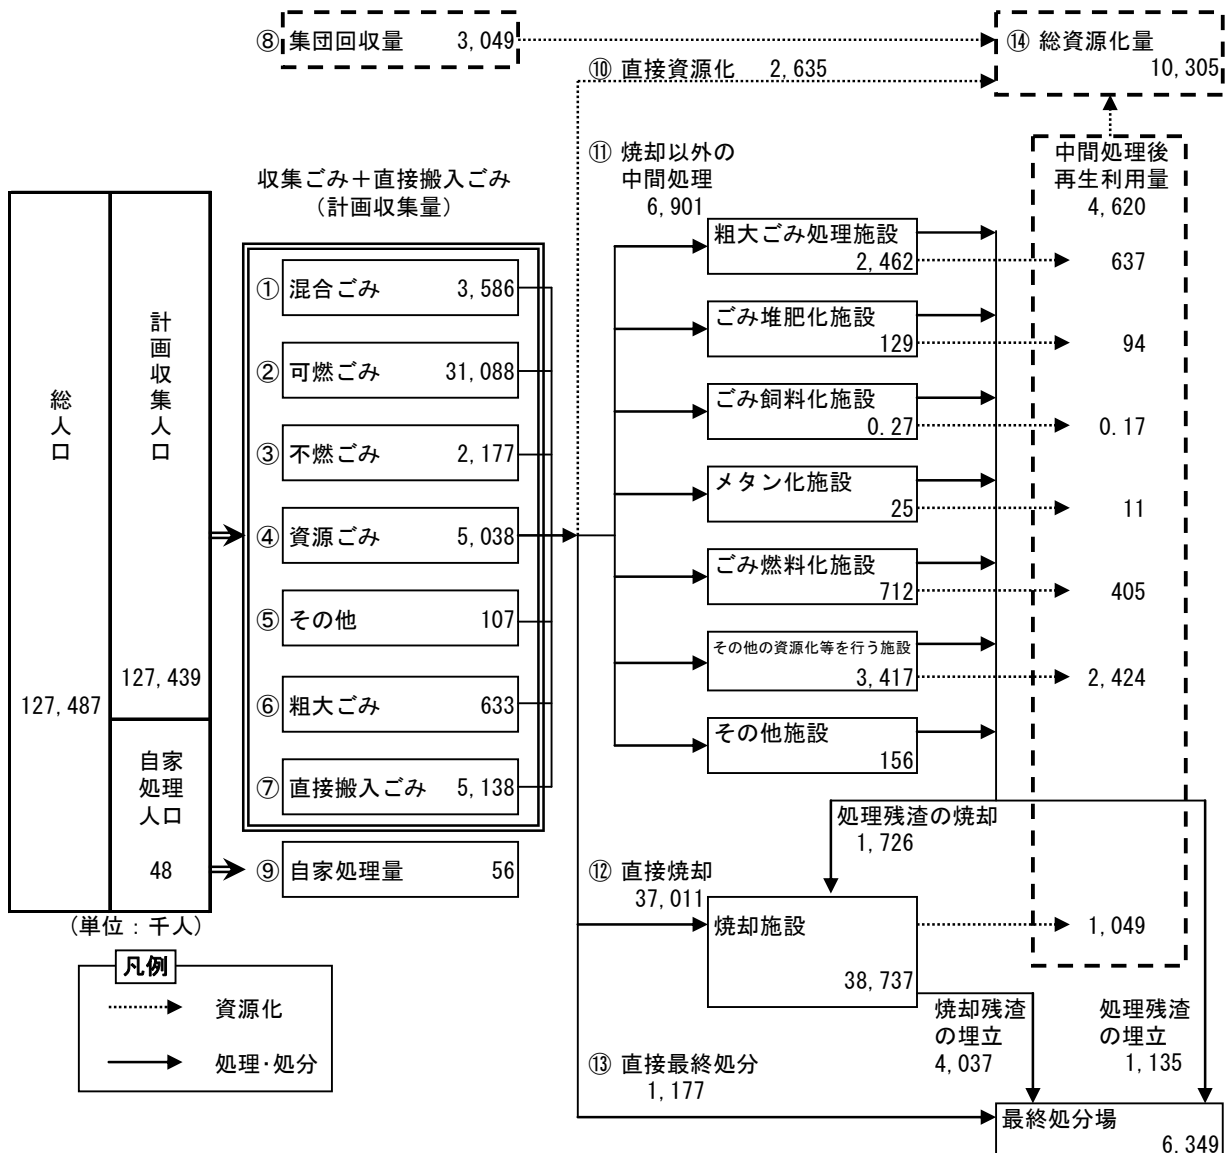 ⑧ 集団回収量 3,049
⑭ 総資源化量
10,305
⑩ 直接資源化 2,635
⑪ 焼却以外の
中間処理
6,901
中間処理後
再生利用量
4,620
収集ごみ＋直接搬入ごみ
（計画収集量）
総人口
127,487
計画収集人口
127,439
自家
処理
人口
48
(単位：千人)
① 混合ごみ 3,586
② 可燃ごみ 31,088
③ 不燃ごみ 2,177
④ 資源ごみ 5,038
⑤ その他 107
⑥ 粗大ごみ 633
⑦ 直接搬入ごみ 5,138
⑨ 自家処理量 56
粗大ごみ処理施設
2,462
637
ごみ堆肥化施設
129
94
ごみ飼料化施設
0.27
0.17
メタン化施設
25
11
ごみ燃料化施設
712
405
その他の資源化等を行う施設
3,417
2,424
その他施設
156
処理残渣の焼却
1,726
⑫ 直接焼却
37,011
焼却施設
38,737
1,049
焼却残渣
の埋立
4,037
処理残渣
の埋立
1,135
⑬ 直接最終処分
1,177
最終処分場
6,349
凡例
資源化
処理・処分